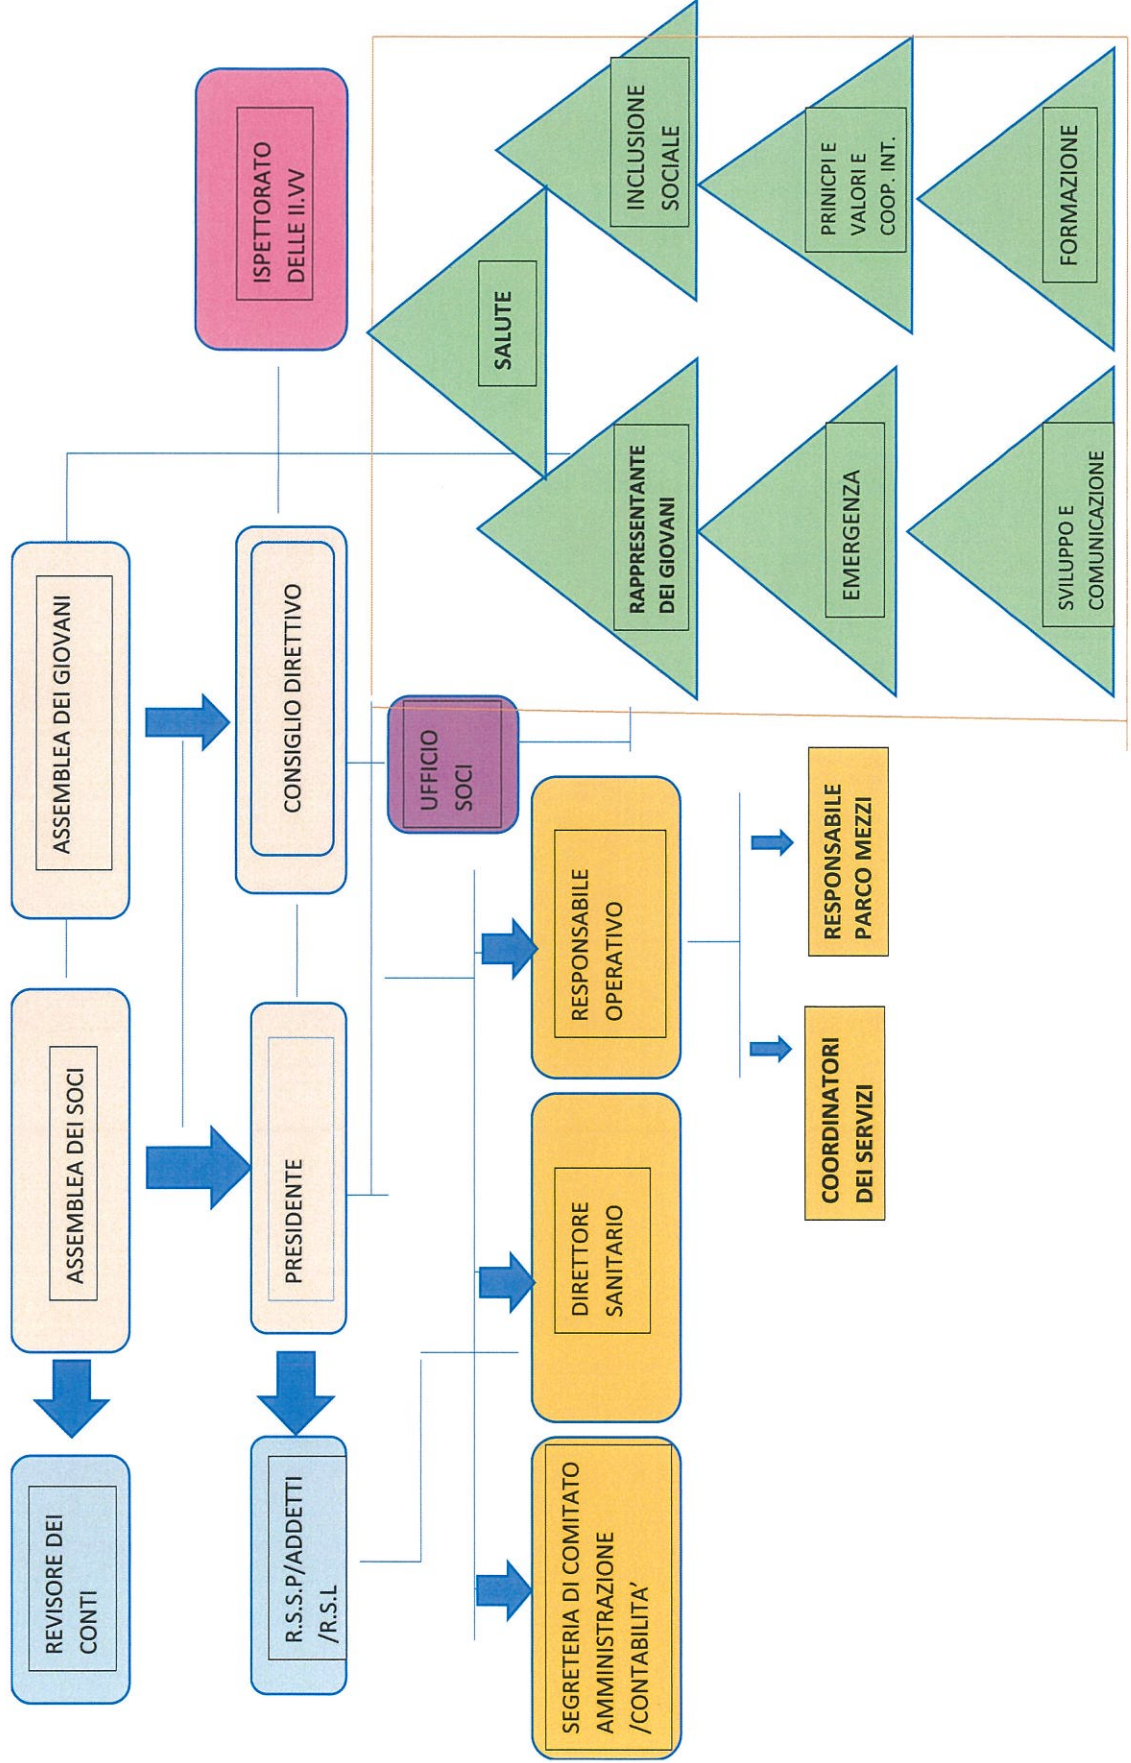 REVISORE DEI
CONTI
ASSEMBLEA DEI SOCI
ASSEMBLEA DEI GIOVANI
R.S.S.P/ADDETTI
/R.S.L
PRESIDENTE
CONSIGLIO DIRETTIVO
ISPETTORATO
DELLE II.VV
UFFICIO
SOCI
SALUTE
RAPPRESENTANTE
DEI GIOVANI
INCLUSIONE
SOCIALE
SEGRETERIA DI COMITATO
AMMINISTRAZIONE
/CONTABILITA’
DIRETTORE
SANITARIO
RESPONSABILE
OPERATIVO
EMERGENZA
PRINICPI E
VALORI E
COOP. INT.
COORDINATORI
DEI SERVIZI
RESPONSABILE
PARCO MEZZI
SVILUPPO E
COMUNICAZIONE
FORMAZIONE